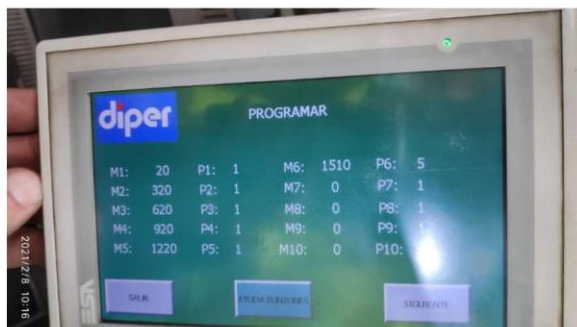 diper
PROGRAMAR
M1: 20 P1: 1 M6: 1510 P6: 5
M2: 320 P2: 1 M7: 0 P7: 1
M3: 620 P3: 1 M8: 0 P8: 1
M4: 920 P4: 1 M9: 0 P9:
M5: 1220 P5: 1 M10: 0 P10:
SALIR AYUDA PUNZONES SIGUIENTE
ESA
2021/2/8 10:16